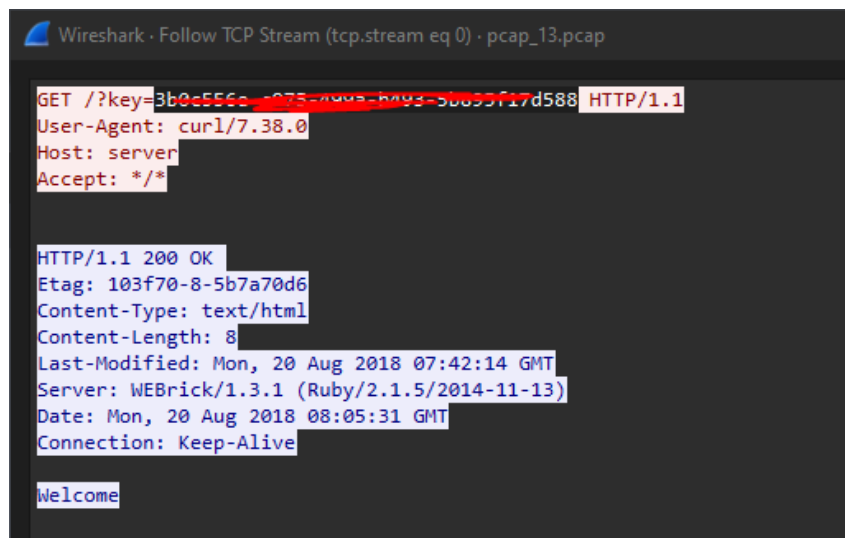 Wireshark · Follow TCP Stream (tcp.stream eq 0) · pcap_13.pcap
GET /?key= HTTP/1.1
User-Agent: curl/7.38.0
Host: server
Accept: */*
HTTP/1.1 200 OK
Etag: 103f70-8-5b7a70d6
Content-Type: text/html
Content-Length: 8
Last-Modified: Mon, 20 Aug 2018 07:42:14 GMT
Server: WEBrick/1.3.1 (Ruby/2.1.5/2014-11-13)
Date: Mon, 20 Aug 2018 08:05:31 GMT
Connection: Keep-Alive
Welcome